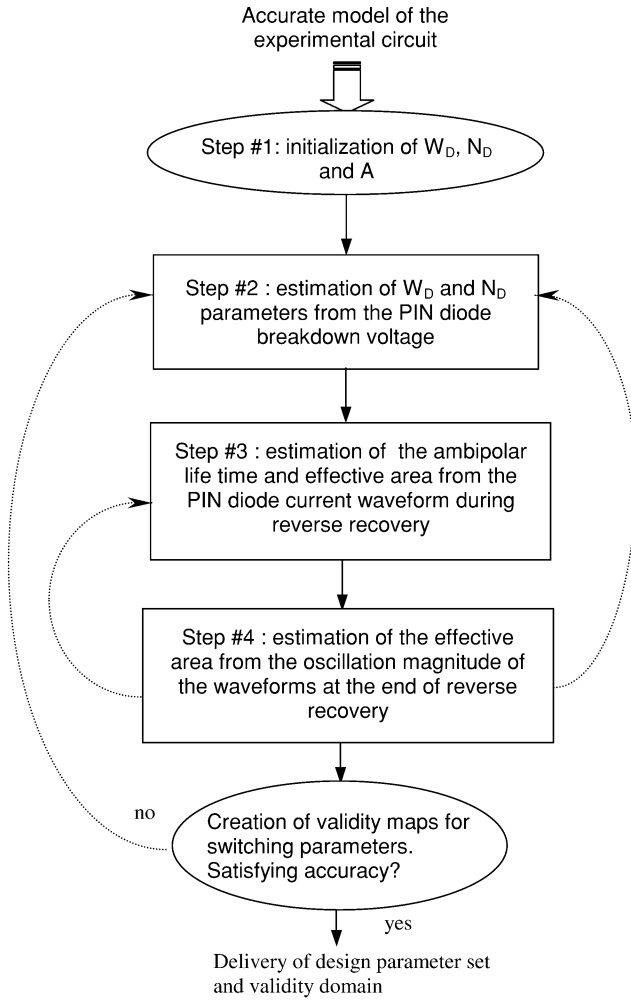 Accurate model of the
experimental circuit
Step #1: initialization of W_D, N_D
and A
Step #2 : estimation of W_D and N_D
parameters from the PIN diode
breakdown voltage
Step #3 : estimation of the ambipolar
life time and effective area from the
PIN diode current waveform during
reverse recovery
Step #4 : estimation of the effective
area from the oscillation magnitude of
the waveforms at the end of reverse
recovery
no
Creation of validity maps for
switching parameters.
Satisfying accuracy?
yes
Delivery of design parameter set
and validity domain